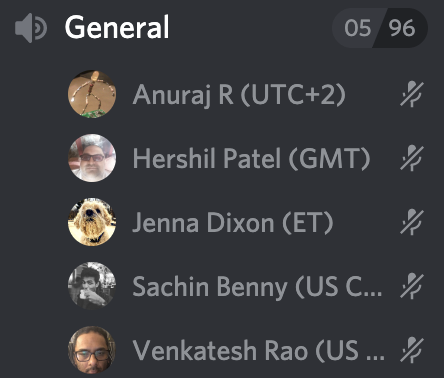 General 05 96
Anuraj R (UTC+2)
Hershil Patel (GMT)
Jenna Dixon (ET)
Sachin Benny (US C...
Venkatesh Rao (US ...